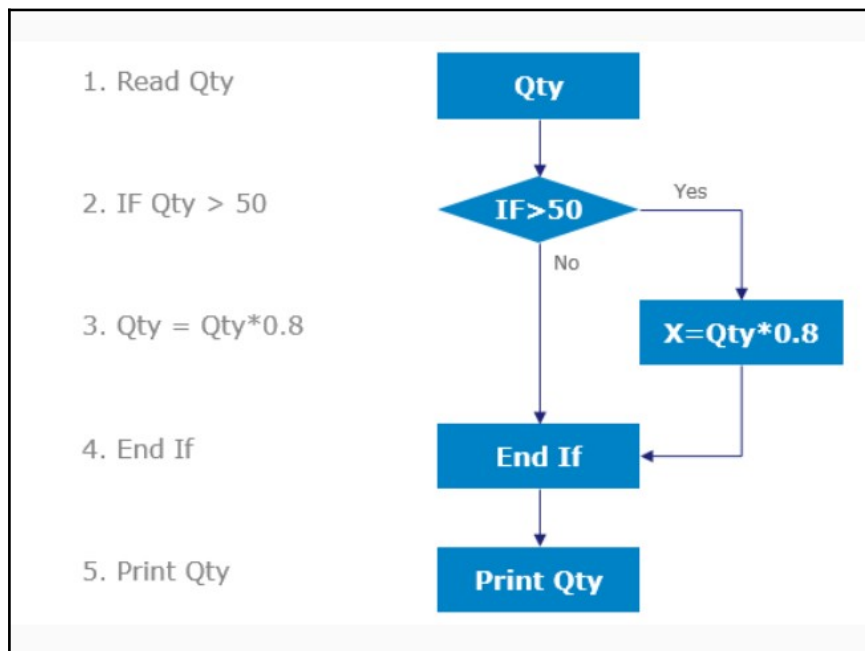 1. Read Qty
Qty
2. IF Qty > 50
IF>50
Yes
No
3. Qty = Qty*0.8
X=Qty*0.8
4. End If
End If
5. Print Qty
Print Qty